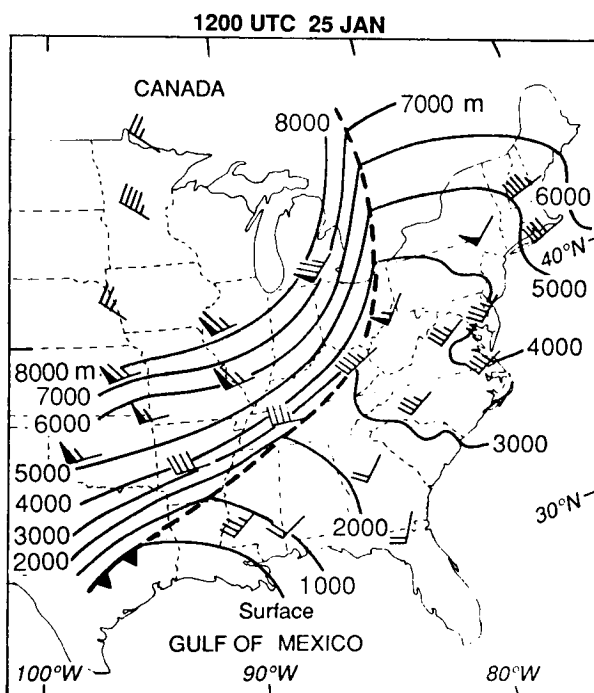 1200 UTC 25 JAN
CANADA
7000 m
8000
6000
40°N
5000
4000
8000 m
7000
6000
3000
5000
4000
30°N
3000
2000
2000
1000
Surface
GULF OF MEXICO
100°W
90°W
80°W